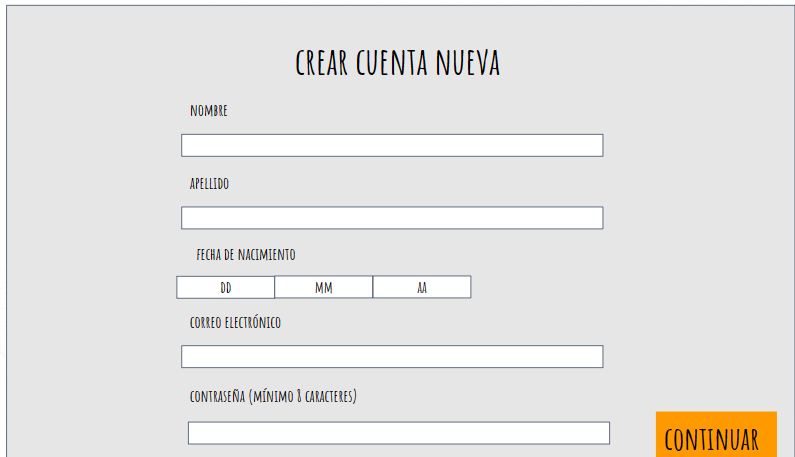 CREAR CUENTA NUEVA
NOMBRE
APELLIDO
FECHA DE NACIMIENTO
DD MM AA
CORREO ELECTRÓNICO
CONTRASEÑA (MÍNIMO 8 CARACTERES)
CONTINUAR